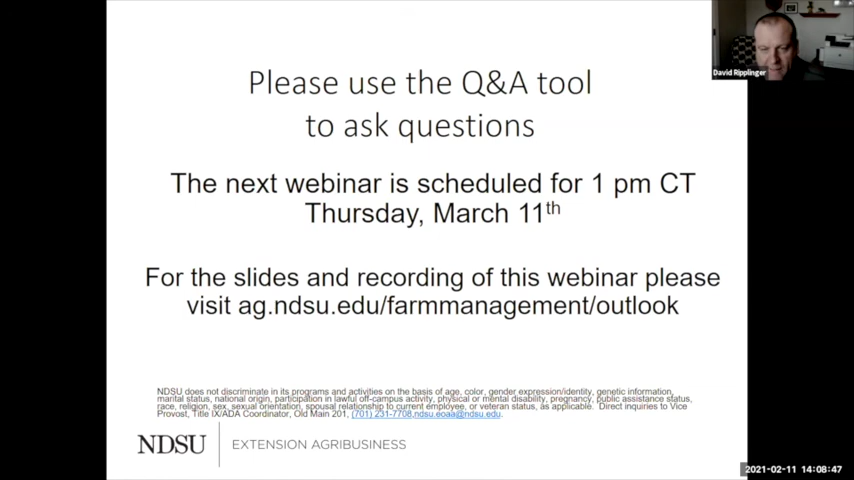 Please use the Q&A tool
to ask questions
The next webinar is scheduled for 1 pm CT
Thursday, March 11th
For the slides and recording of this webinar please
visit ag.ndsu.edu/farmmanagement/outlook
NDSU does not discriminate in its programs and activities on the basis of age, color, gender expression/identity, genetic information,
marital status, national origin, participation in lawful off-campus activity, physical or mental disability, pregnancy, public assistance status,
race, religion, sex, sexual orientation, spousal relationship to current employee, or veteran status, as applicable. Direct inquiries to Vice
Provost, Title IX/ADA Coordinator, Old Main 201, (701) 231-7708,ndsu.eoaa@ndsu.edu.
NDSU EXTENSION AGRIBUSINESS
David Ripplinger
2021-02-11 14:08:47